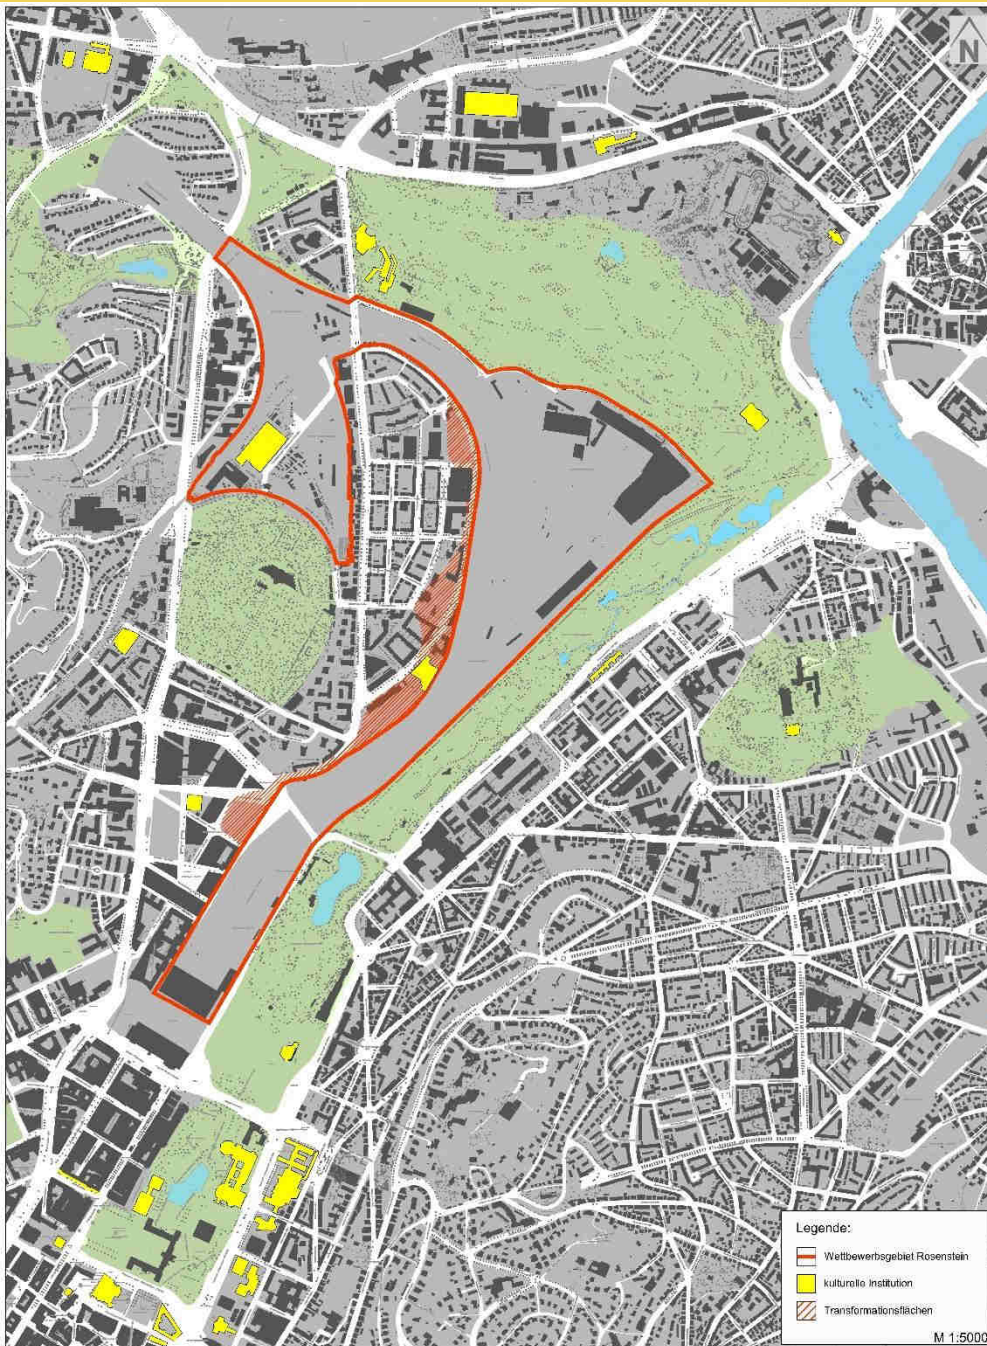 N
Legende:
Wettbewerbsgebiet Rosenstein
kulturelle Institution
Transformationsflächen
M 1:5000